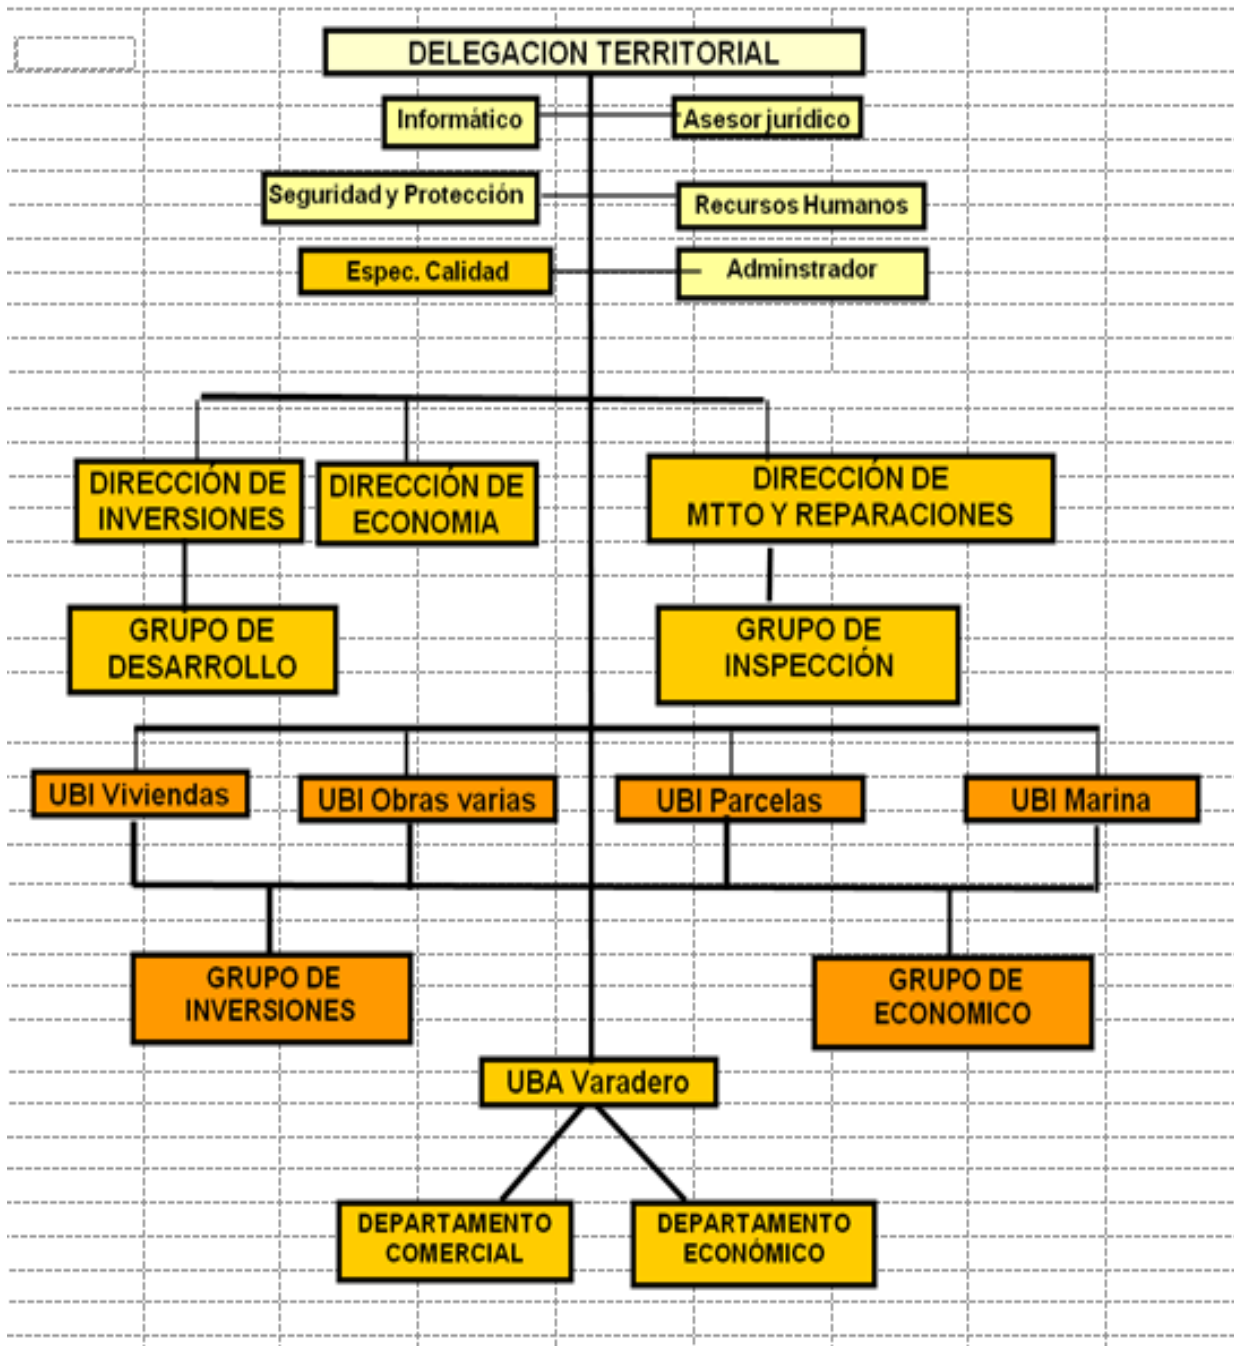 DELEGACION TERRITORIAL
Informático
Asesor jurídico
Seguridad y Protección
Recursos Humanos
Espec. Calidad
Adminstrador
DIRECCIÓN DE
INVERSIONES
DIRECCIÓN DE
ECONOMIA
DIRECCIÓN DE
MTTO Y REPARACIONES
GRUPO DE
DESARROLLO
GRUPO DE
INSPECCIÓN
UBI Viviendas
UBI Obras varias
UBI Parcelas
UBI Marina
GRUPO DE
INVERSIONES
GRUPO DE
ECONOMICO
UBA Varadero
DEPARTAMENTO
COMERCIAL
DEPARTAMENTO
ECONÓMICO